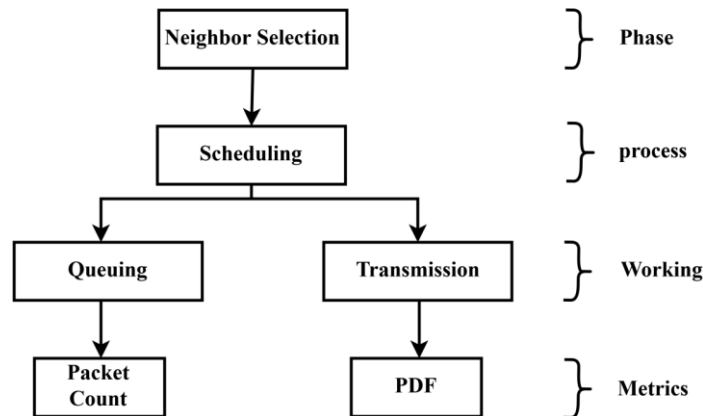 Neighbor Selection
Phase
Scheduling
process
Queuing
Transmission
Working
Packet
Count
PDF
Metrics